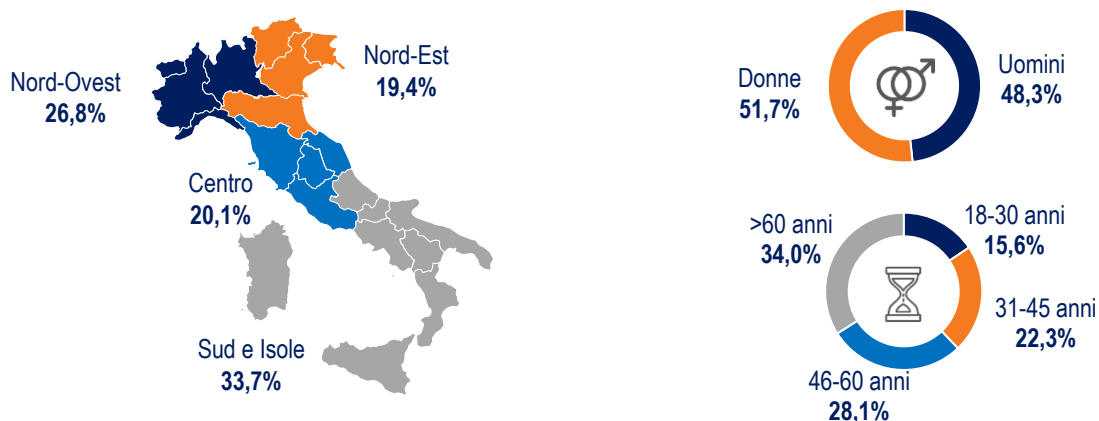 Nord-Ovest
26,8%
Nord-Est
19,4%
Centro
20,1%
Sud e Isole
33,7%
Donne
51,7%
Uomini
48,3%
>60 anni
34,0%
18-30 anni
15,6%
31-45 anni
22,3%
46-60 anni
28,1%